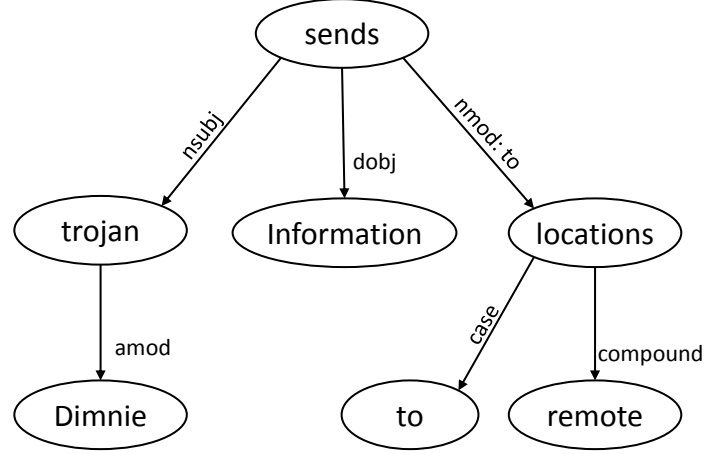 sends
nsubj
dobj
nmod: to
trojan
Information
locations
amod
case
compound
Dimnie
to
remote